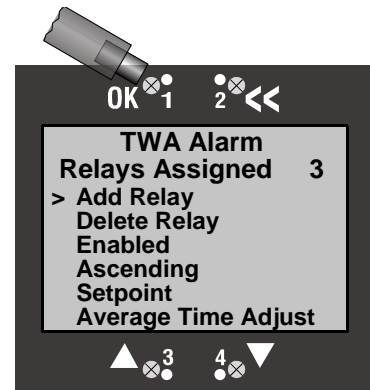 OK 1 2 <<
TWA Alarm
Relays Assigned 3
> Add Relay
Delete Relay
Enabled
Ascending
Setpoint
Average Time Adjust
3 4